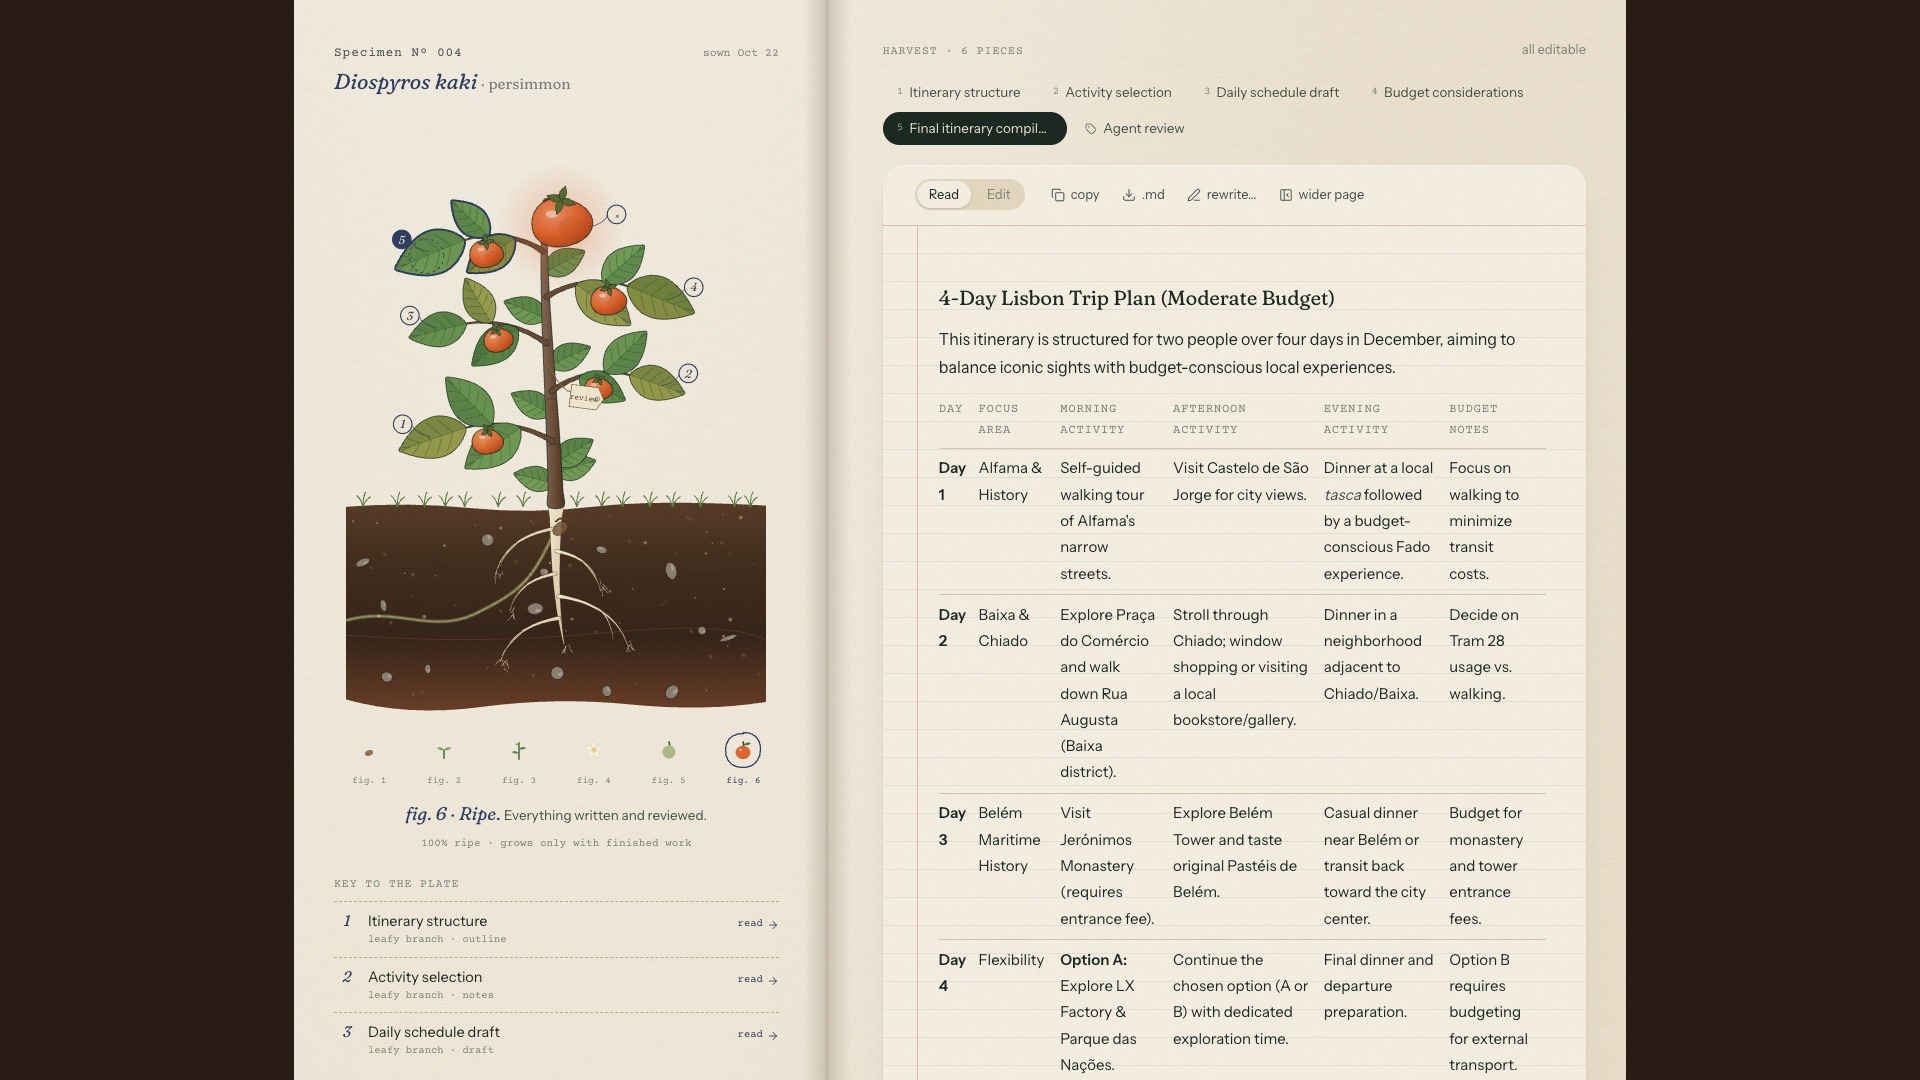 Specimen Nº 004
sown Oct 22
Diospyros kaki · persimmon
5
4
3
2
review
1
fig. 1
fig. 2
fig. 3
fig. 4
fig. 5
fig. 6
fig. 6 · Ripe. Everything written and reviewed.
100% ripe · grows only with finished work
KEY TO THE PLATE
1 Itinerary structure read →
leafy branch · outline
2 Activity selection read →
leafy branch · notes
3 Daily schedule draft read →
leafy branch · draft
HARVEST · 6 PIECES
all editable
1 Itinerary structure
2 Activity selection
3 Daily schedule draft
4 Budget considerations
5 Final itinerary compil...
Agent review
Read
Edit
copy
.md
rewrite...
wider page
4-Day Lisbon Trip Plan (Moderate Budget)
This itinerary is structured for two people over four days in December, aiming to
balance iconic sights with budget-conscious local experiences.
DAY
FOCUS
AREA
MORNING
ACTIVITY
AFTERNOON
ACTIVITY
EVENING
ACTIVITY
BUDGET
NOTES
Day
1
Alfama &
History
Self-guided
walking tour
of Alfama's
narrow
streets.
Visit Castelo de São
Jorge for city views.
Dinner at a local
tasca followed
by a budget-
conscious Fado
experience.
Focus on
walking to
minimize
transit
costs.
Day
2
Baixa &
Chiado
Explore Praça
do Comércio
and walk
down Rua
Augusta
(Baixa
district).
Stroll through
Chiado; window
shopping or visiting
a local
bookstore/gallery.
Dinner in a
neighborhood
adjacent to
Chiado/Baixa.
Decide on
Tram 28
usage vs.
walking.
Day
3
Belém
Maritime
History
Visit
Jerónimos
Monastery
(requires
entrance fee).
Explore Belém
Tower and taste
original Pastéis de
Belém.
Casual dinner
near Belém or
transit back
toward the city
center.
Budget for
monastery
and tower
entrance
fees.
Day
4
Flexibility
Option A:
Explore LX
Factory &
Parque das
Nações.
Continue the
chosen option (A or
B) with dedicated
exploration time.
Final dinner and
departure
preparation.
Option B
requires
budgeting
for external
transport.